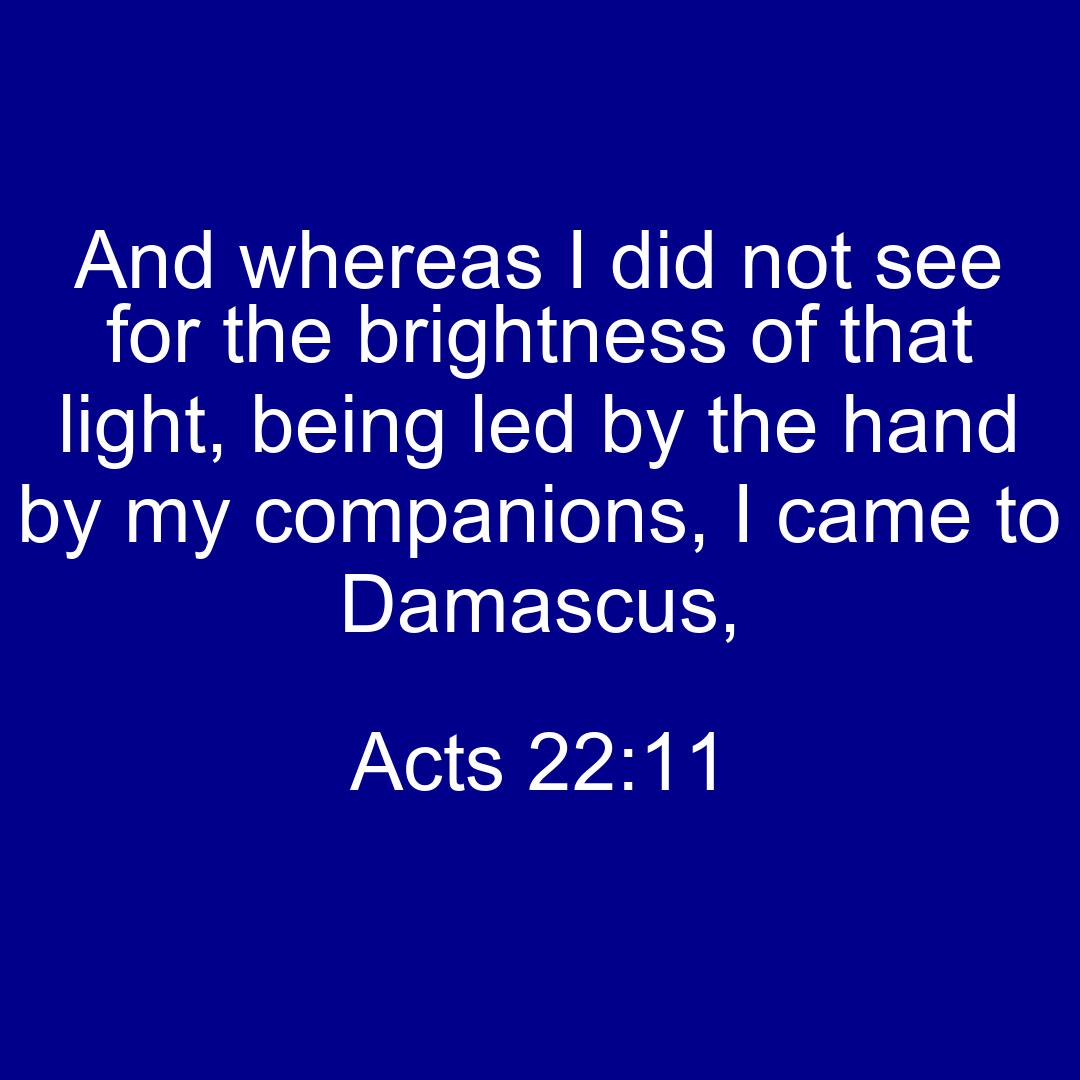 And whereas I did not see
for the brightness of that
light, being led by the hand
by my companions, I came to
Damascus,
Acts 22:11